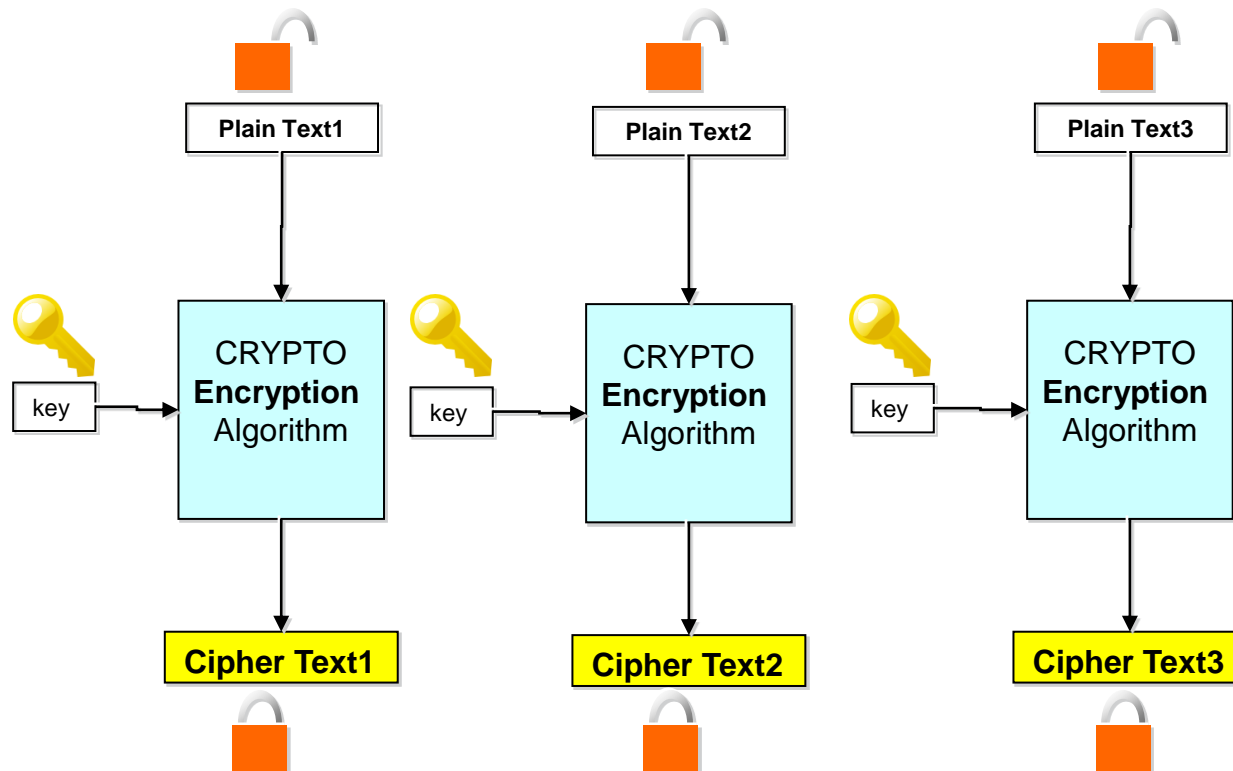 Plain Text1
Plain Text2
Plain Text3
key
CRYPTO
Encryption
Algorithm
key
CRYPTO
Encryption
Algorithm
key
CRYPTO
Encryption
Algorithm
Cipher Text1
Cipher Text2
Cipher Text3